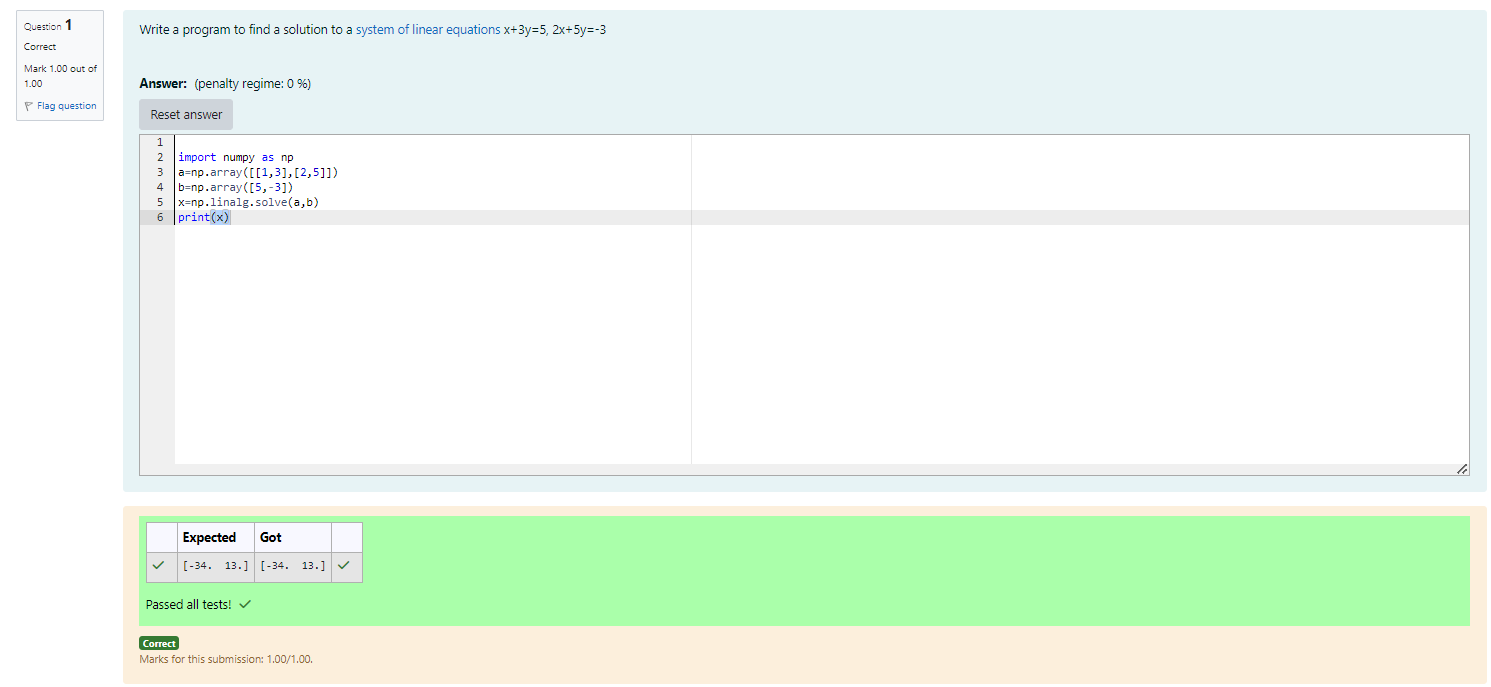 Question 1
Correct
Mark 1.00 out of
1.00
Flag question
Write a program to find a solution to a system of linear equations x+3y=5, 2x+5y=-3
Answer: (penalty regime: 0 %)
Reset answer
1
2 import numpy as np
3 a=np.array([[1,3],[2,5]])
4 b=np.array([5,-3])
5 x=np.linalg.solve(a,b)
6 print(x)
Expected Got
[-34.  13.] [-34.  13.]
Passed all tests!
Correct
Marks for this submission: 1.00/1.00.